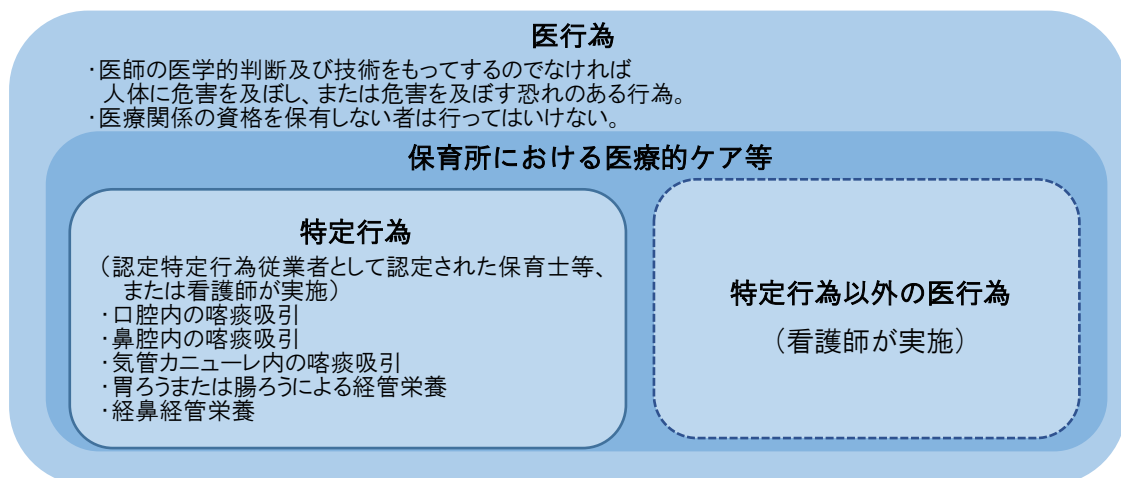 医行為
・医師の医学的判断及び技術をもってするのでなければ
人体に危害を及ぼし、または危害を及ぼす恐れのある行為。
・医療関係の資格を保有しない者は行ってはいけない。
保育所における医療的ケア等
特定行為
（認定特定行為従業者として認定された保育士等、
または看護師が実施）
・口腔内の喀痰吸引
・鼻腔内の喀痰吸引
・気管カニューレ内の喀痰吸引
・胃ろうまたは腸ろうによる経管栄養
・経鼻経管栄養
特定行為以外の医行為
（看護師が実施）